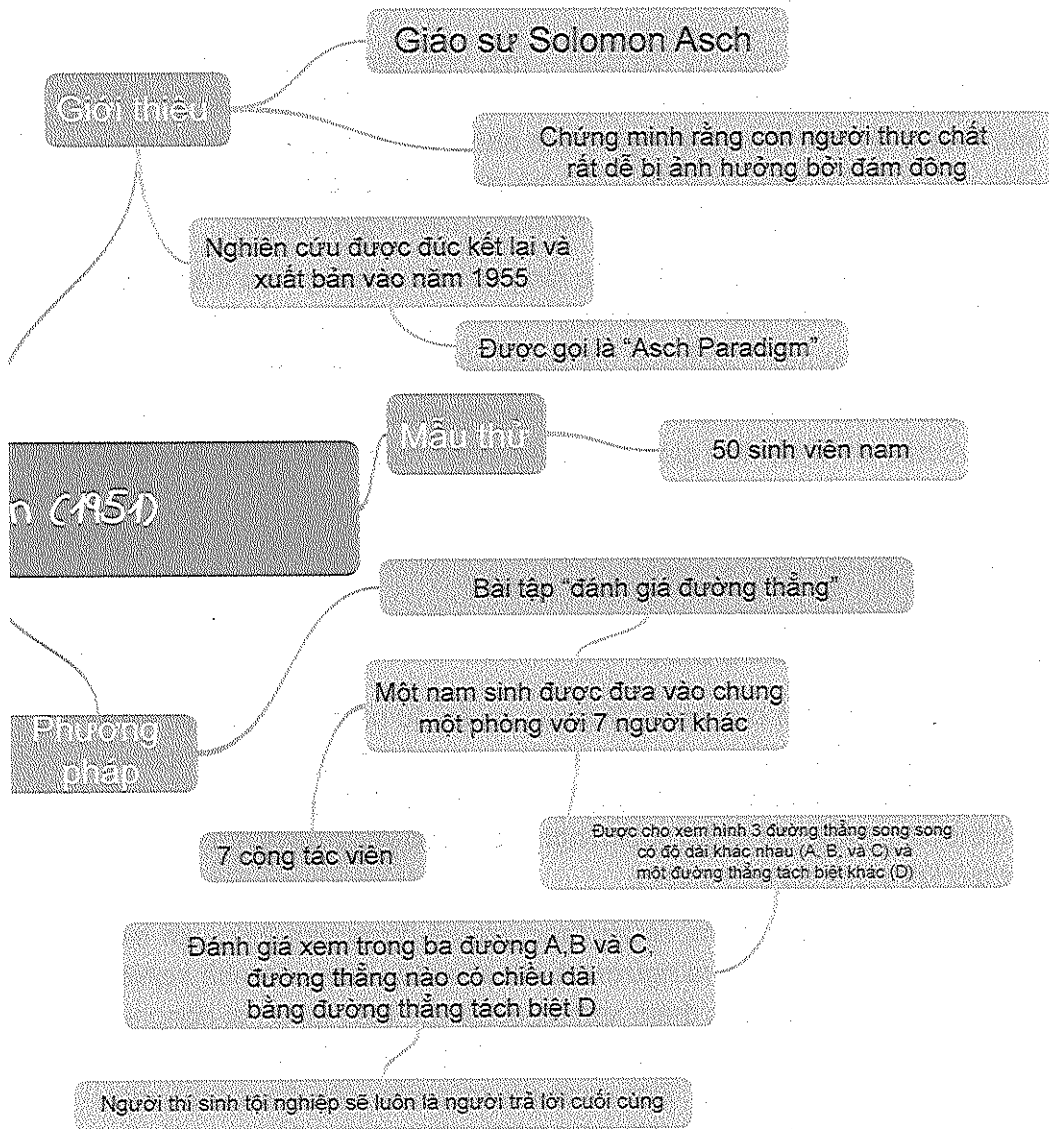 Giáo sư Solomon Asch
Giới thiệu
Chứng minh rằng con người thực chất
rất dễ bị ảnh hưởng bởi đám đông
Nghiên cứu được đúc kết lại và
xuất bản vào năm 1955
Được gọi là “Asch Paradigm”
Mẫu thử
50 sinh viên nam
n (1951)
Bài tập “đánh giá đường thẳng”
Một nam sinh được đưa vào chung
một phòng với 7 người khác
Phương
pháp
7 cộng tác viên
Được cho xem hình 3 đường thẳng song song
có độ dài khác nhau (A, B, và C) và
một đường thẳng tách biệt khác (D)
Đánh giá xem trong ba đường A,B và C,
đường thẳng nào có chiều dài
bằng đường thẳng tách biệt D
Người thí sinh tội nghiệp sẽ luôn là người trả lời cuối cùng